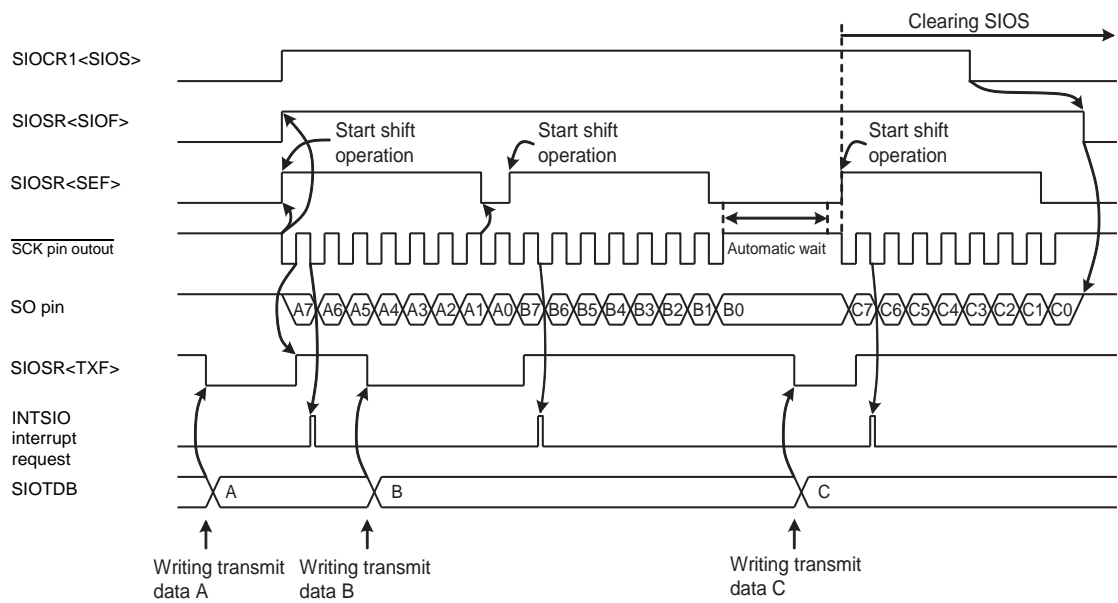 Clearing SIOS
SIOCR1<SIOS>
SIOSR<SIOF>
Start shift
operation
Start shift
operation
Start shift
operation
SIOSR<SEF>
SCK pin outout
Automatic wait
SO pin
A7 A6 A5 A4 A3 A2 A1 A0 B7 B6 B5 B4 B3 B2 B1 B0 C7 C6 C5 C4 C3 C2 C1 C0
SIOSR<TXF>
INTSIO
interrupt
request
SIOTDB
A B C
Writing transmit
data A
Writing transmit
data B
Writing transmit
data C